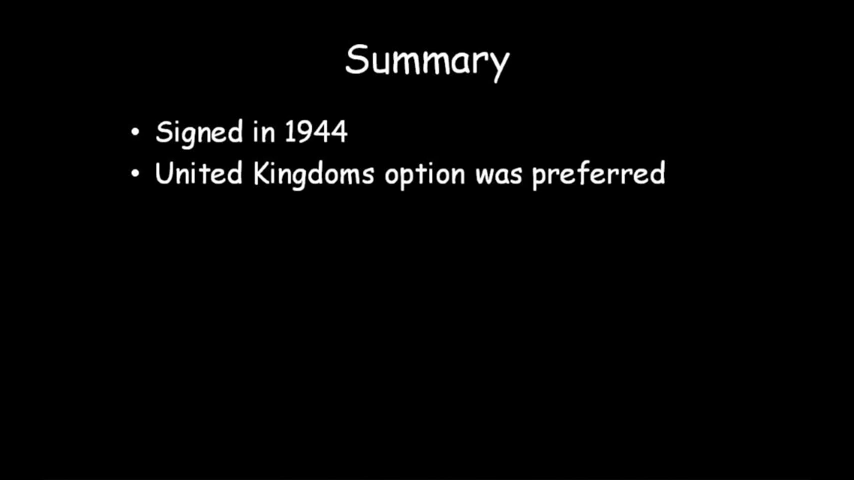 Summary
• Signed in 1944
• United Kingdoms option was preferred